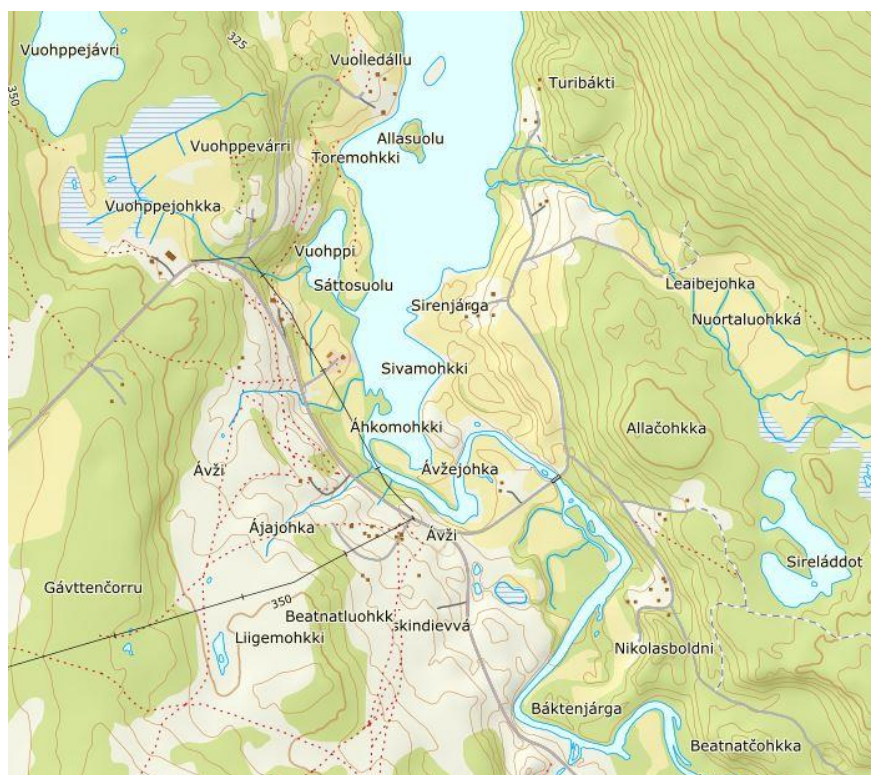 Vuohppejávri
325
Vuolledállu
350
Turibákti
Allasuolu
Vuohppevárri
Toremohkki
Vuohppejohkka
Vuohppi
Sáttosuolu
Leaibejohka
Sirenjárga
Nuortaluohkká
Sivamohkki
Áhkomohkki
Allačohkka
Ávži
Ávžejohka
Ájajohka
Ávži
Sireláddot
Gávttenčorru
350
Beatnatluohkk
skindievvá
Liigemohkki
Nikolasboldni
Báktenjárga
Beatnatčohkka